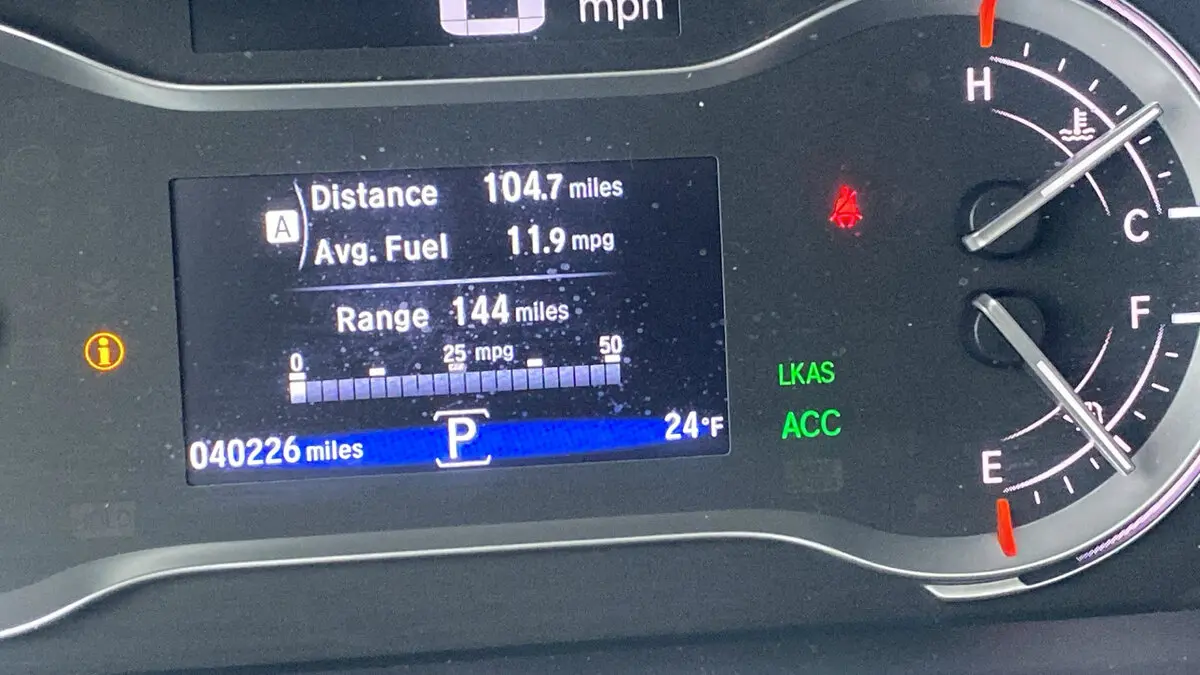 mph
H
A
Distance 104.7 miles
Avg. Fuel 11.9 mpg
C
Range 144 miles
F
0 25 mpg 50
LKAS
ACC
040226 miles P 24°F
E